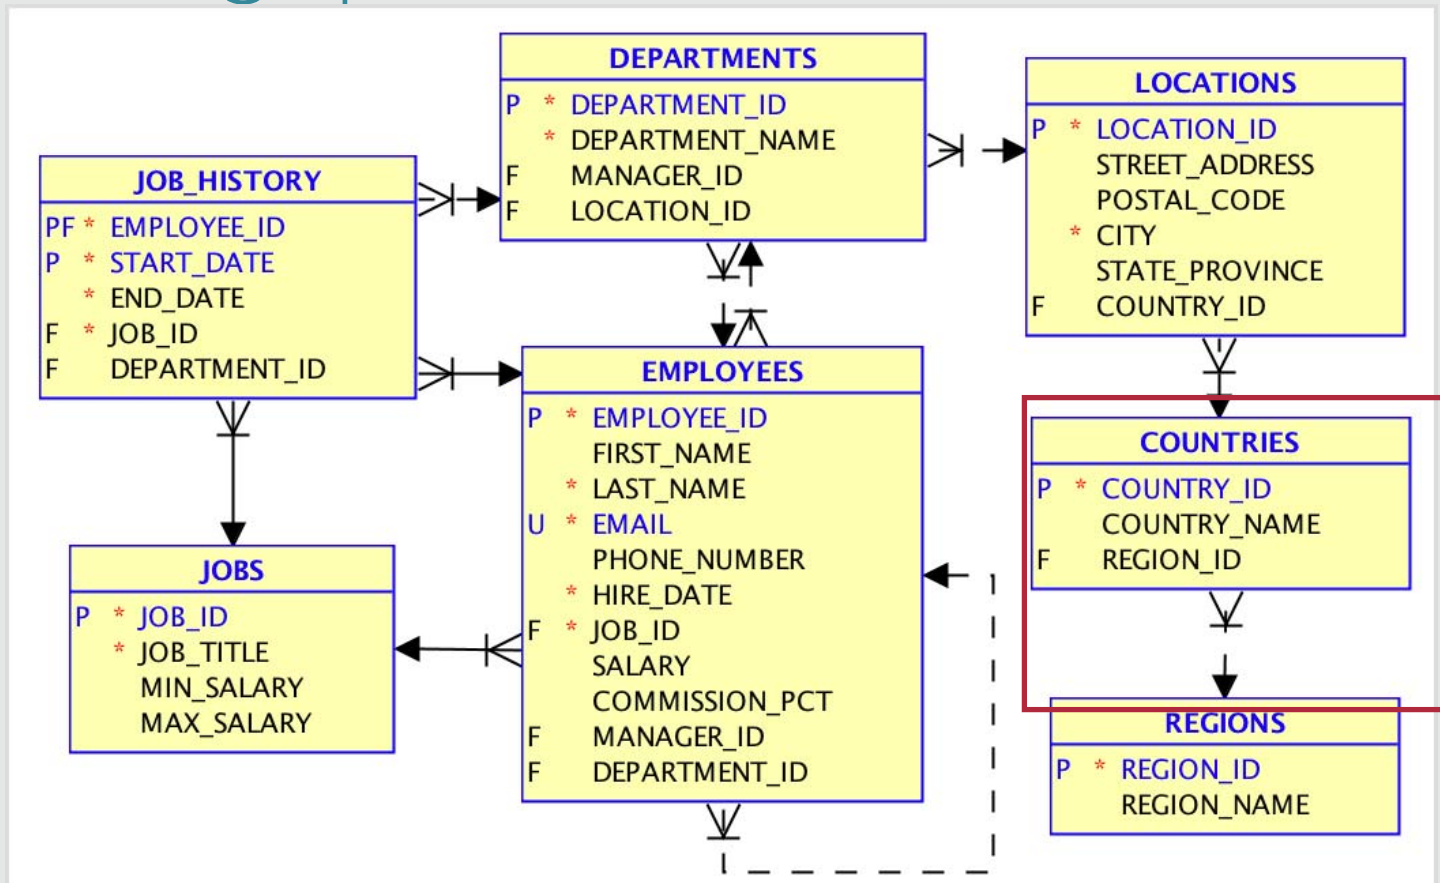 DEPARTMENTS
P * DEPARTMENT_ID
* DEPARTMENT_NAME
F MANAGER_ID
F LOCATION_ID
LOCATIONS
P * LOCATION_ID
STREET_ADDRESS
POSTAL_CODE
* CITY
STATE_PROVINCE
F COUNTRY_ID
JOB_HISTORY
PF * EMPLOYEE_ID
P * START_DATE
* END_DATE
F * JOB_ID
F DEPARTMENT_ID
EMPLOYEES
P * EMPLOYEE_ID
FIRST_NAME
* LAST_NAME
U * EMAIL
PHONE_NUMBER
* HIRE_DATE
F * JOB_ID
SALARY
COMMISSION_PCT
F MANAGER_ID
F DEPARTMENT_ID
COUNTRIES
P * COUNTRY_ID
COUNTRY_NAME
F REGION_ID
JOBS
P * JOB_ID
* JOB_TITLE
MIN_SALARY
MAX_SALARY
REGIONS
P * REGION_ID
REGION_NAME